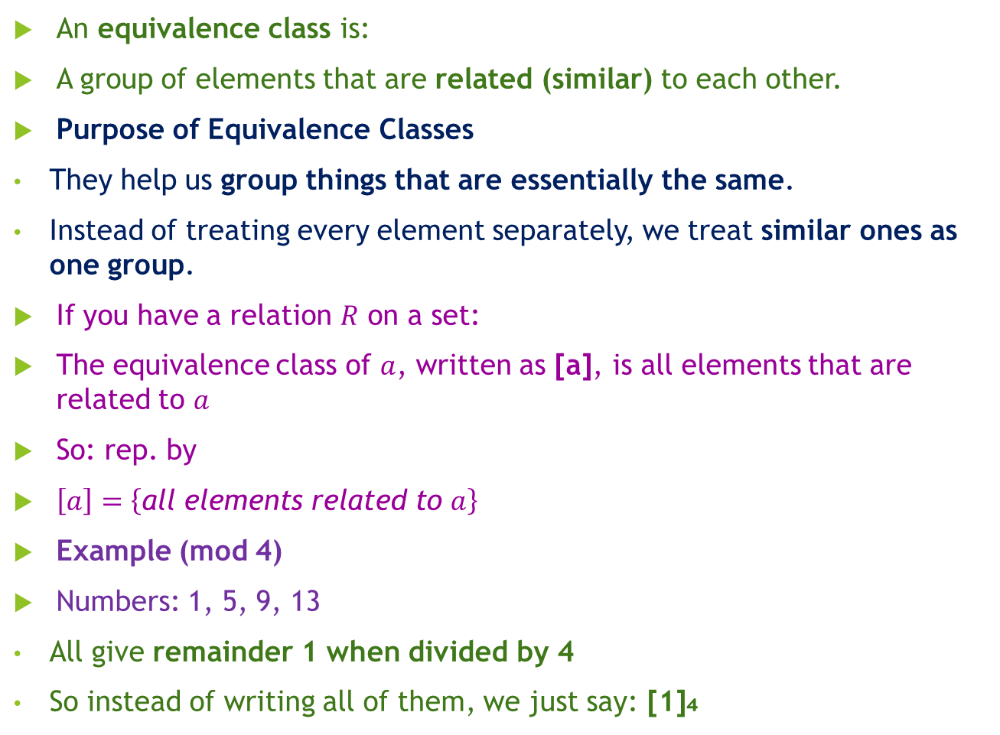 An equivalence class is:
A group of elements that are related (similar) to each other.
Purpose of Equivalence Classes
They help us group things that are essentially the same.
Instead of treating every element separately, we treat similar ones as
one group.
If you have a relation R on a set:
The equivalence class of a, written as [a], is all elements that are
related to a
So: rep. by
[a] = {all elements related to a}
Example (mod 4)
Numbers: 1, 5, 9, 13
All give remainder 1 when divided by 4
So instead of writing all of them, we just say: [1]₄